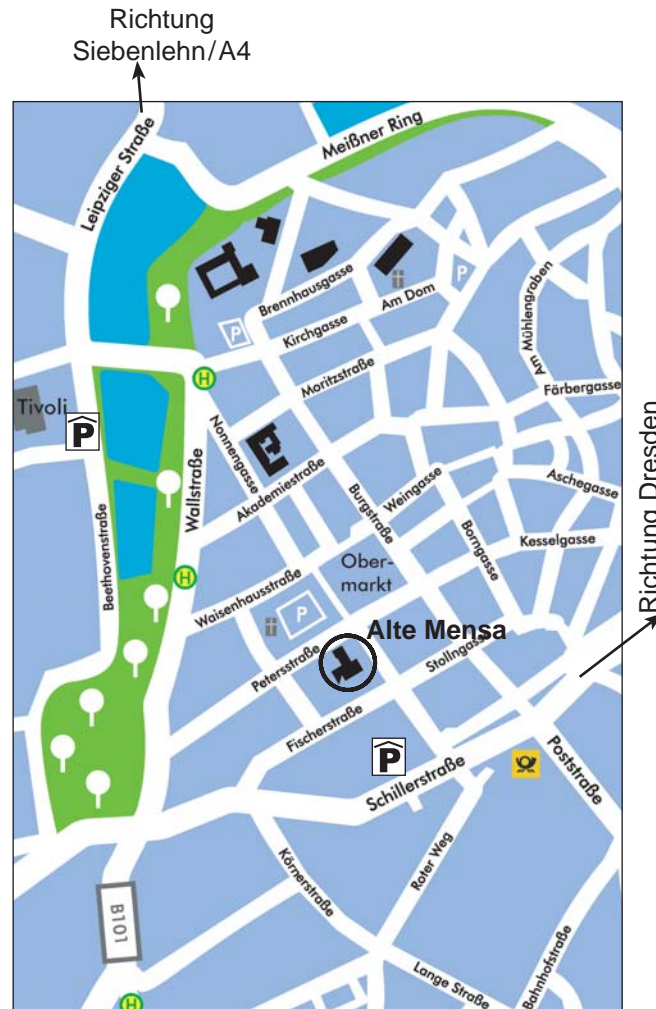 Richtung
Siebenlehn/A4
Leipziger Straße
Meißner Ring
Brennhausgasse
Am Dom
P
Am Mühlengraben
P
Kirchgasse
H
Moritzstraße
Färbergasse
Tivoli
P
Nonnengasse
Richtung Dresden
Wallstraße
Akademiestraße
Burgstraße
Weingasse
Aschegasse
Borngasse
Kesselgasse
Beethovenstraße
H
Waisenhausstraße
Ober-
markt
P
Alte Mensa
Petersstraße
Stollngasse
Fischerstraße
P
Schillerstraße
Poststraße
Körnerstraße
Roter Weg
B101
Lange Straße
Bahnhofstraße
H